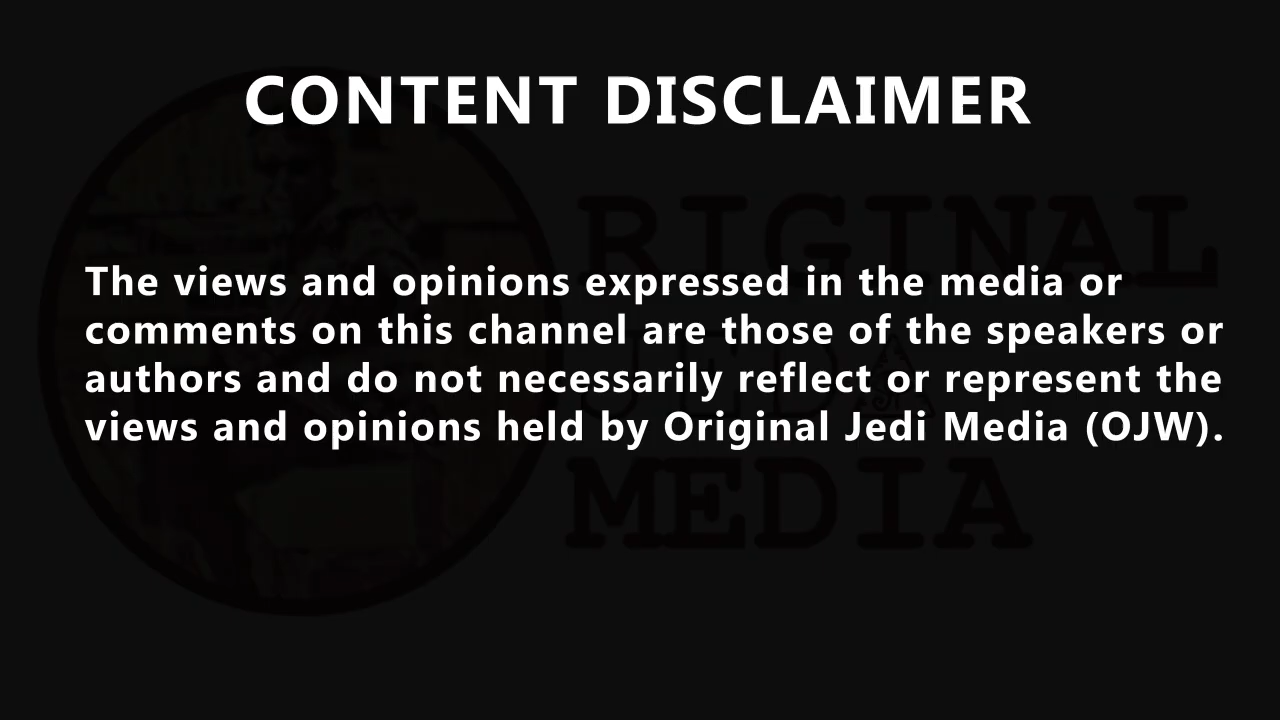 CONTENT DISCLAIMER
RIGINAL
The views and opinions expressed in the media or
comments on this channel are those of the speakers or
authors and do not necessarily reflect or represent the
views and opinions held by Original Jedi Media (OJW).
MEDIA